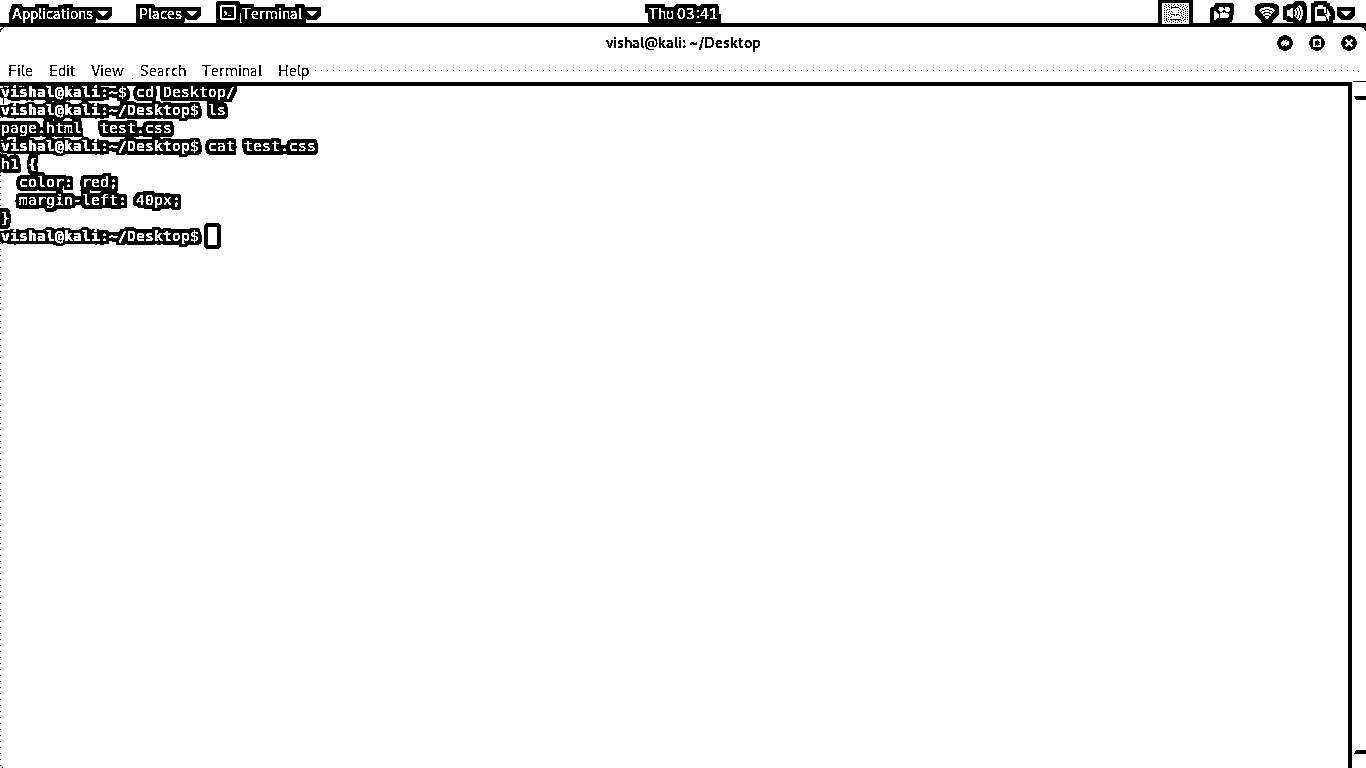 Applications Places Terminal Thu 03:41
vishal@kali: ~/Desktop
File Edit View Search Terminal Help
vishal@kali:~$ cd Desktop/
vishal@kali:~/Desktop$ ls
page.html  test.css
vishal@kali:~/Desktop$ cat test.css
h1 {
  color: red;
  margin-left: 40px;
}
vishal@kali:~/Desktop$